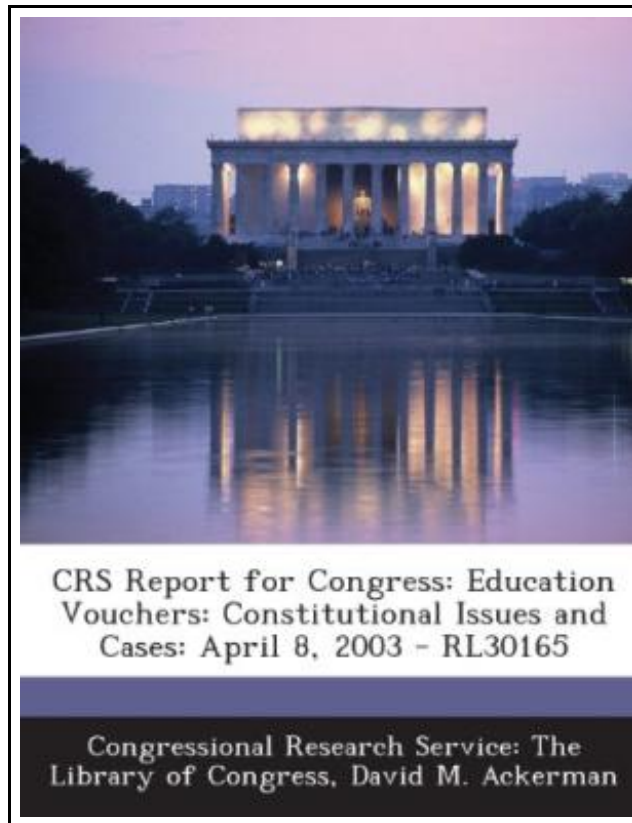 CRS Report for Congress: Education
Vouchers: Constitutional Issues and
Cases: April 8, 2003 - RL30165
Congressional Research Service: The
Library of Congress, David M. Ackerman